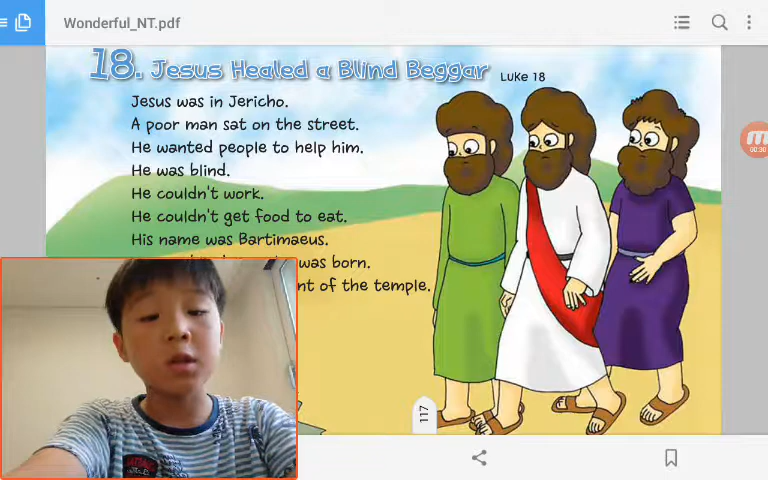 Wonderful_NT.pdf
18. Jesus Healed a Blind Beggar Luke 18
Jesus was in Jericho.
A poor man sat on the street.
He wanted people to help him.
He was blind.
He couldn't work.
He couldn't get food to eat.
His name was Bartimaeus.
was born.
of the temple.
117